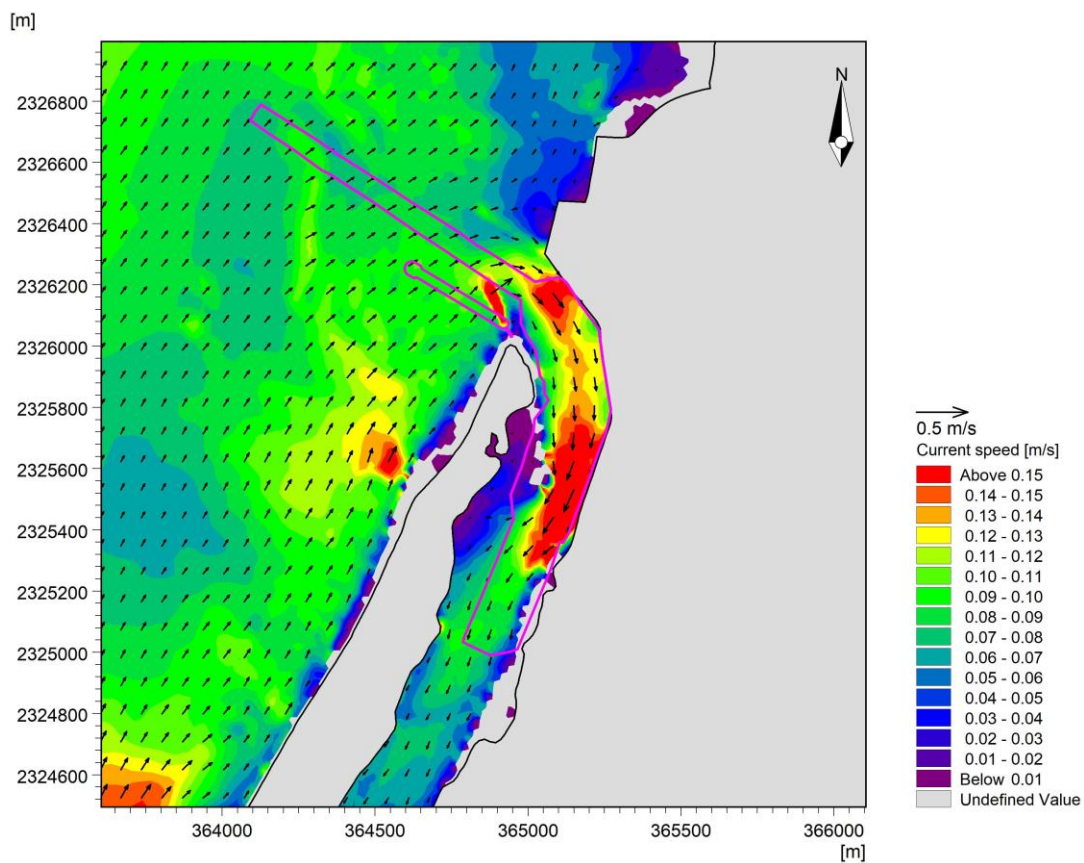 [m]
N
2326800
2326600
2326400
2326200
2326000
2325800
2325600
2325400
2325200
2325000
2324800
2324600
364000 364500 365000 365500 366000
[m]
0.5 m/s
Current speed [m/s]
Above 0.15
0.14 - 0.15
0.13 - 0.14
0.12 - 0.13
0.11 - 0.12
0.10 - 0.11
0.09 - 0.10
0.08 - 0.09
0.07 - 0.08
0.06 - 0.07
0.05 - 0.06
0.04 - 0.05
0.03 - 0.04
0.02 - 0.03
0.01 - 0.02
Below 0.01
Undefined Value